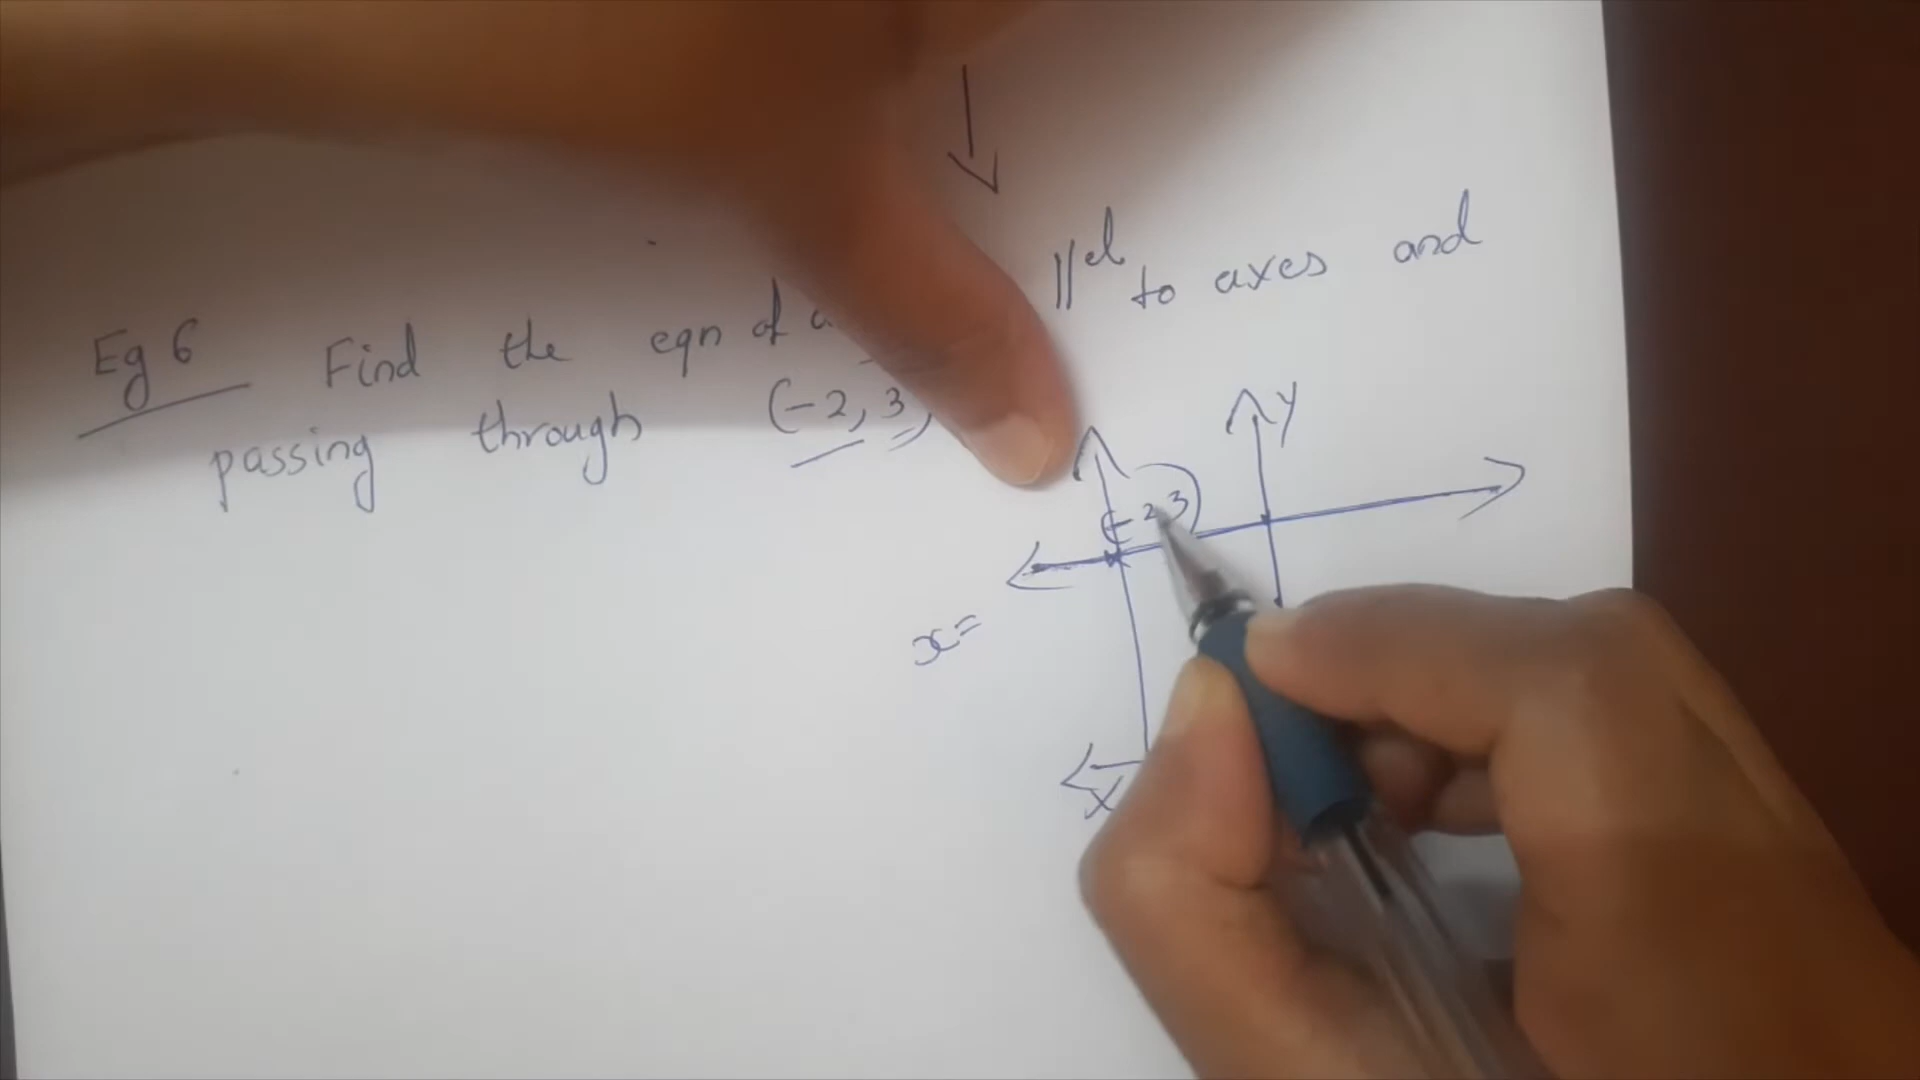 Eg 6 Find the eqn of ||el to axes and
passing through (-2, 3)
Y
(-2 3)
x=
X